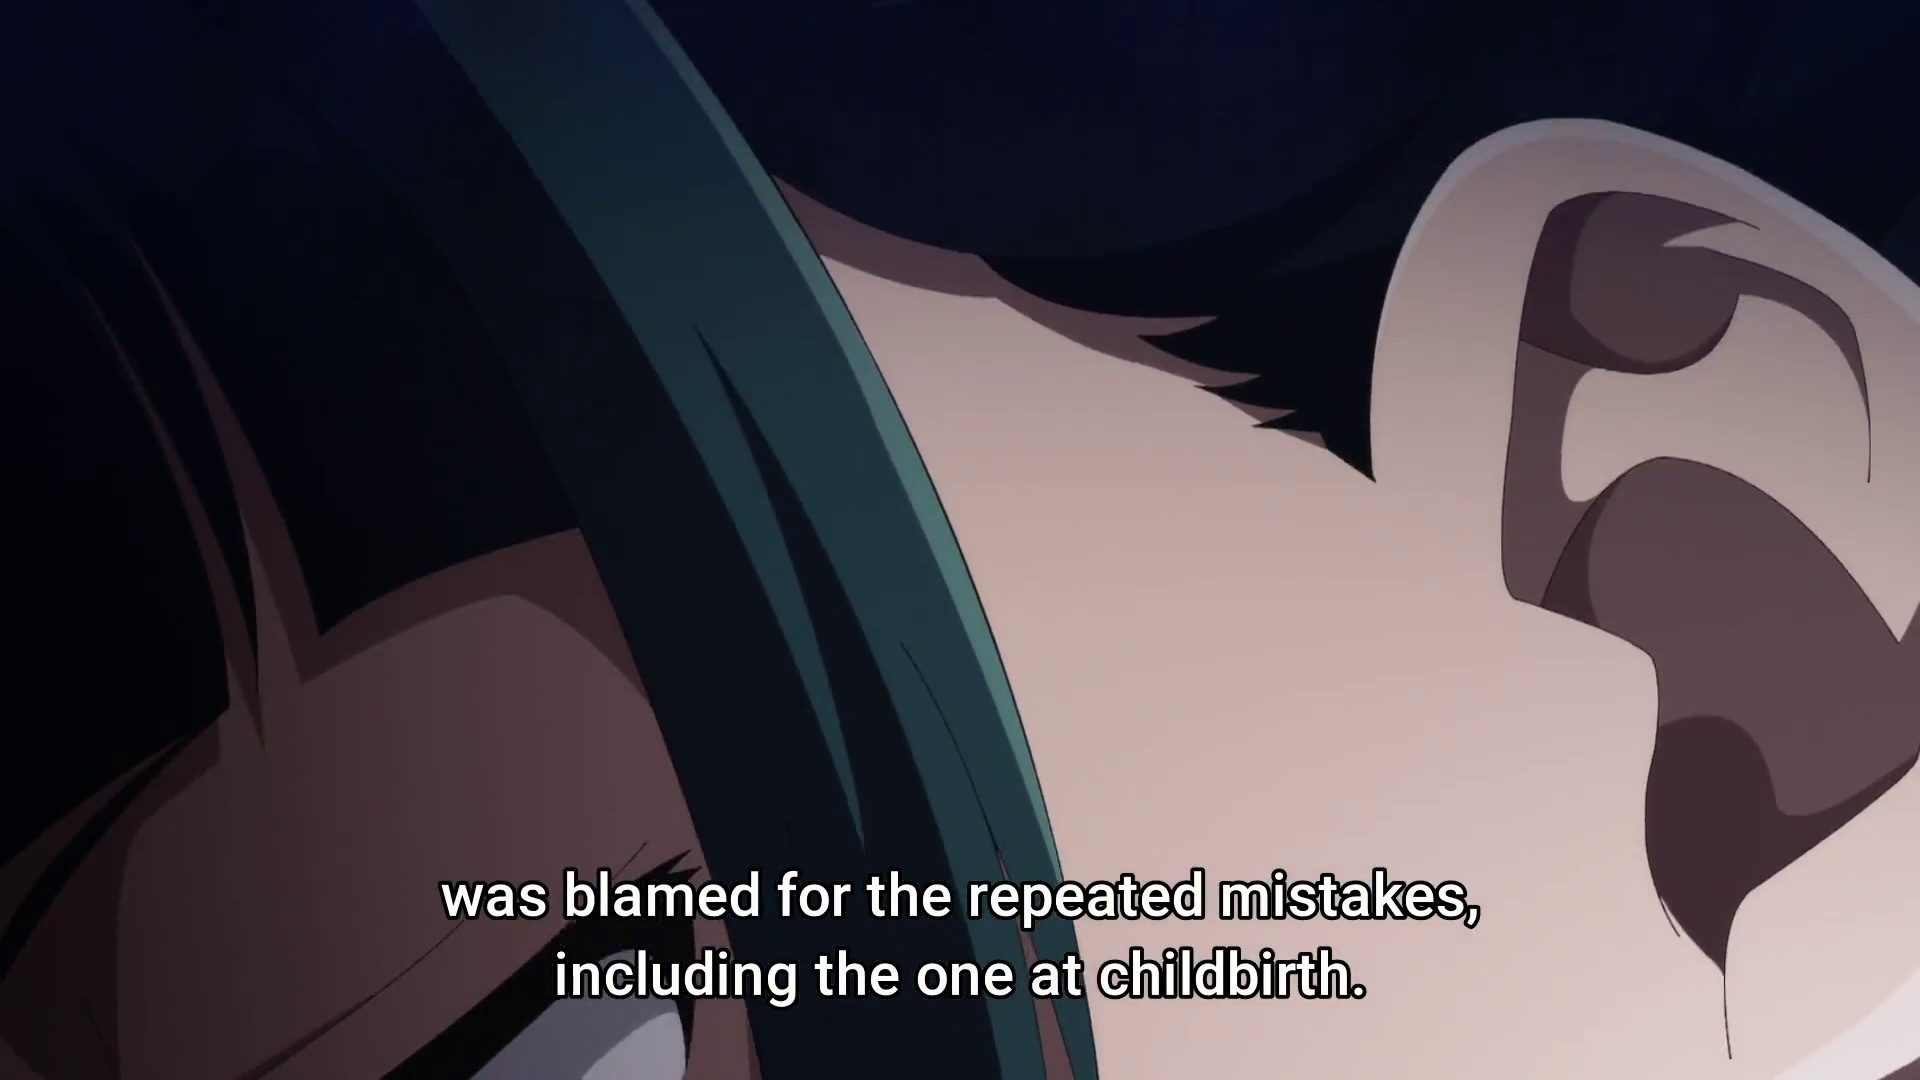 was blamed for the repeated mistakes,
including the one at childbirth.